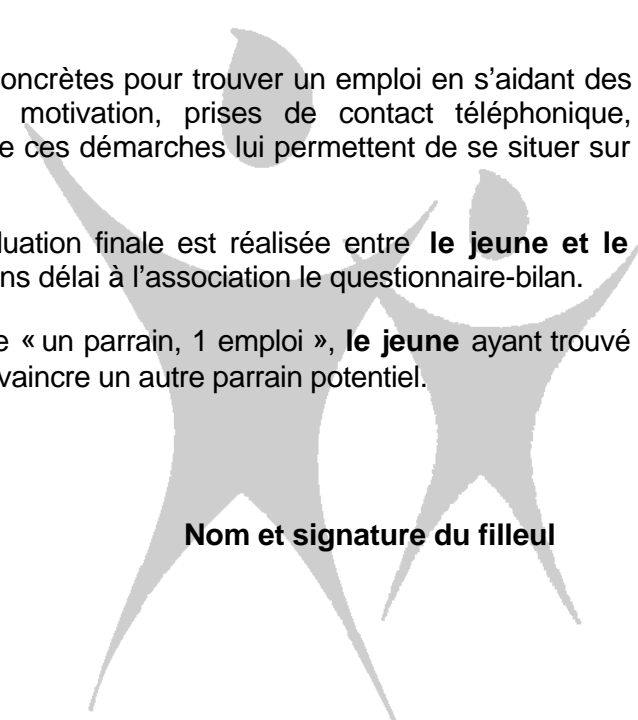 oncrètes pour trouver un emploi en s’aidant des
motivation, prises de contact téléphonique,
e ces démarches lui permettent de se situer sur
luation finale est réalisée entre le jeune et le
ns délai à l’association le questionnaire-bilan.
e « un parrain, 1 emploi », le jeune ayant trouvé
vaincre un autre parrain potentiel.
Nom et signature du filleul